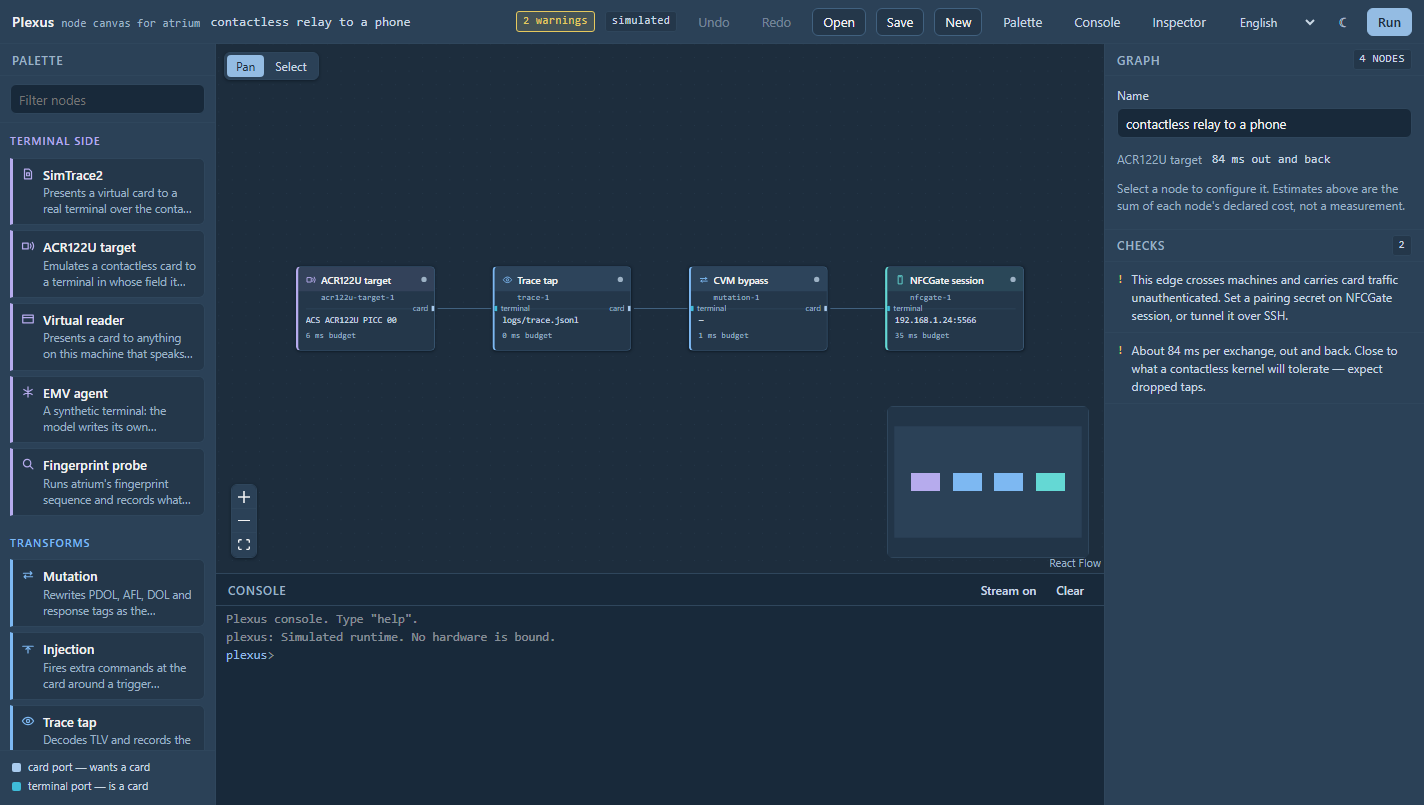 Plexus node canvas for atrium contactless relay to a phone
2 warnings simulated Undo Redo Open Save New Palette Console Inspector English Run
PALETTE
Filter nodes
TERMINAL SIDE
SimTrace2
Presents a virtual card to a
real terminal over the conta...
ACR122U target
Emulates a contactless card to
a terminal in whose field it...
Virtual reader
Presents a card to anything
on this machine that speaks...
EMV agent
A synthetic terminal: the
model writes its own...
Fingerprint probe
Runs atrium's fingerprint
sequence and records what...
TRANSFORMS
Mutation
Rewrites PDOL, AFL, DOL and
response tags as the...
Injection
Fires extra commands at the
card around a trigger...
Trace tap
Decodes TLV and records the
card port — wants a card
terminal port — is a card
Pan Select
ACR122U target
acr122u-target-1
card
ACS ACR122U PICC 00
6 ms budget
Trace tap
trace-1
terminal card
logs/trace.jsonl
0 ms budget
CVM bypass
mutation-1
terminal card
—
1 ms budget
NFCGate session
nfcgate-1
terminal
192.168.1.24:5566
35 ms budget
React Flow
CONSOLE
Stream on Clear
Plexus console. Type "help".
plexus: Simulated runtime. No hardware is bound.
plexus>
GRAPH
4 NODES
Name
contactless relay to a phone
ACR122U target 84 ms out and back
Select a node to configure it. Estimates above are the
sum of each node's declared cost, not a measurement.
CHECKS
2
! This edge crosses machines and carries card traffic
unauthenticated. Set a pairing secret on NFCGate
session, or tunnel it over SSH.
! About 84 ms per exchange, out and back. Close to
what a contactless kernel will tolerate — expect
dropped taps.